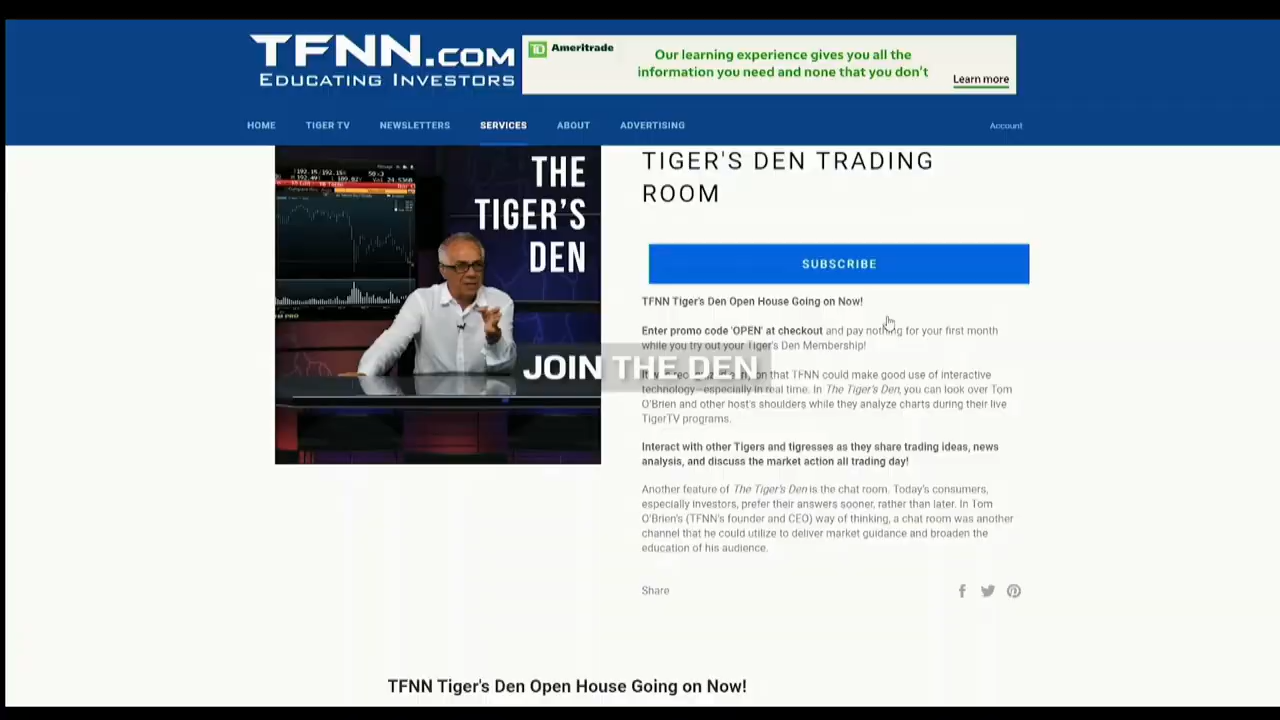 TFNN.COM
EDUCATING INVESTORS
TD Ameritrade
Our learning experience gives you all the
information you need and none that you don't
Learn more
HOME TIGER TV NEWSLETTERS SERVICES ABOUT ADVERTISING Account
THE
TIGER'S
DEN
TIGER'S DEN TRADING
ROOM
SUBSCRIBE
TFNN Tiger's Den Open House Going on Now!
Enter promo code 'OPEN' at checkout and pay nothing for your first month
while you try out your Tiger's Den Membership!
JOIN THE DEN
that TFNN could make good use of interactive
technology—especially in real time. In The Tiger's Den, you can look over Tom
O'Brien and other host's shoulders while they analyze charts during their live
TigerTV programs.
Interact with other Tigers and tigresses as they share trading ideas, news
analysis, and discuss the market action all trading day!
Another feature of The Tiger's Den is the chat room. Today's consumers,
especially investors, prefer their answers sooner, rather than later. In Tom
O'Brien's (TFNN's founder and CEO) way of thinking, a chat room was another
channel that he could utilize to deliver market guidance and broaden the
education of his audience.
Share
TFNN Tiger's Den Open House Going on Now!